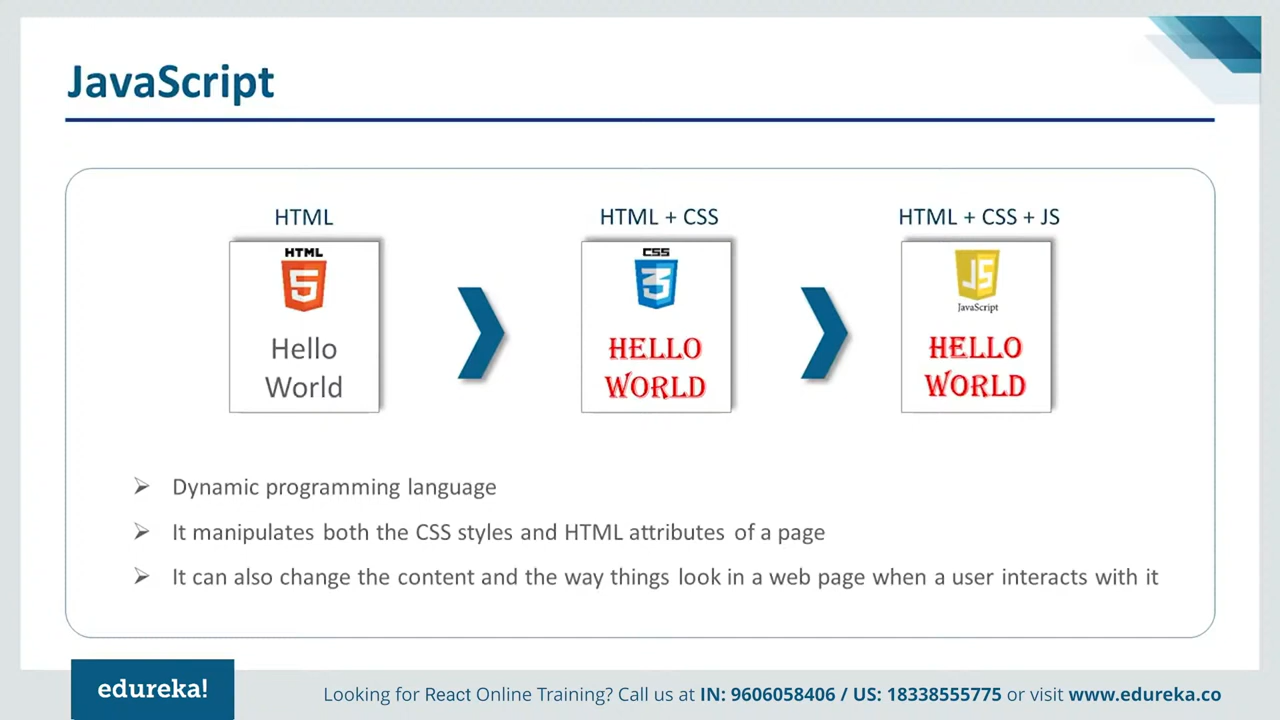 JavaScript
HTML
HTML + CSS
HTML + CSS + JS
HTML
5
Hello
World
CSS
3
HELLO
WORLD
JS
JavaScript
HELLO
WORLD
Dynamic programming language
It manipulates both the CSS styles and HTML attributes of a page
It can also change the content and the way things look in a web page when a user interacts with it
edureka!
Looking for React Online Training? Call us at IN: 9606058406 / US: 18338555775 or visit www.edureka.co